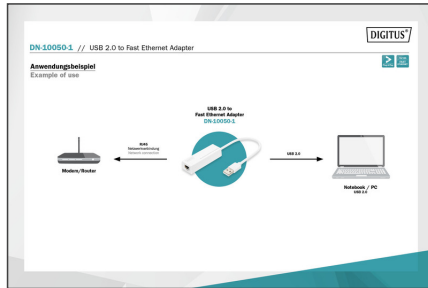 DIGITUS®
DN-10050-1 // USB 2.0 to Fast Ethernet Adapter
Anwendungsbeispiel
Example of use
USB 2.0 to
Fast Ethernet Adapter
DN-10050-1
RJ45
Netzwerkverbindung
Network connection
USB 2.0
Modem/Router
Notebook / PC
USB 2.0